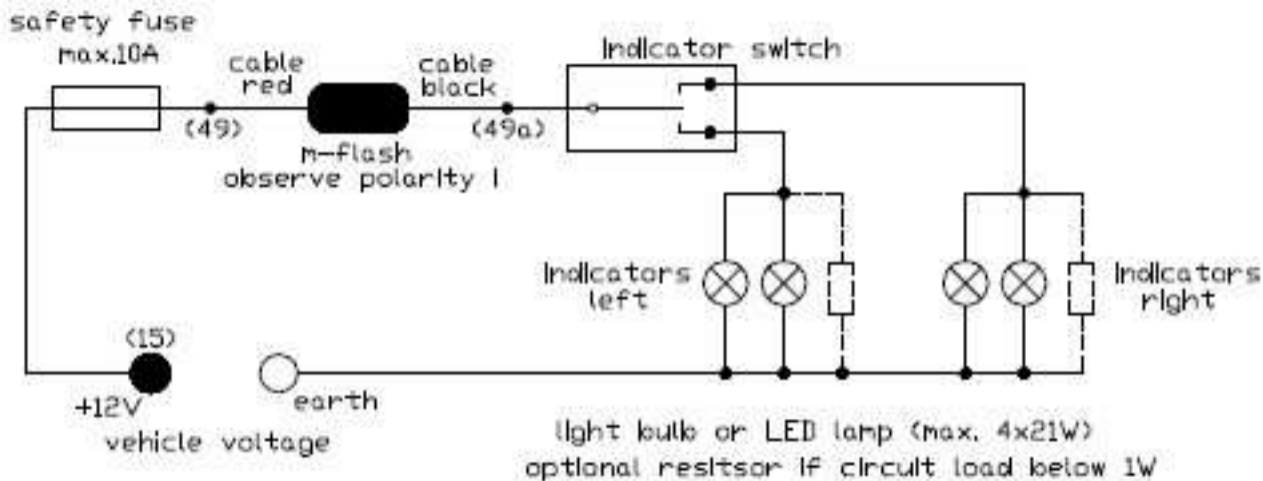 safety fuse
max.10A
cable
red
cable
black
indicator switch
(49)
(49a)
m-flash
observe polarity !
indicators
left
indicators
right
(15)
+12V
earth
vehicle voltage
light bulb or LED lamp (max. 4x21W)
optional resitsor if circuit load below 1W